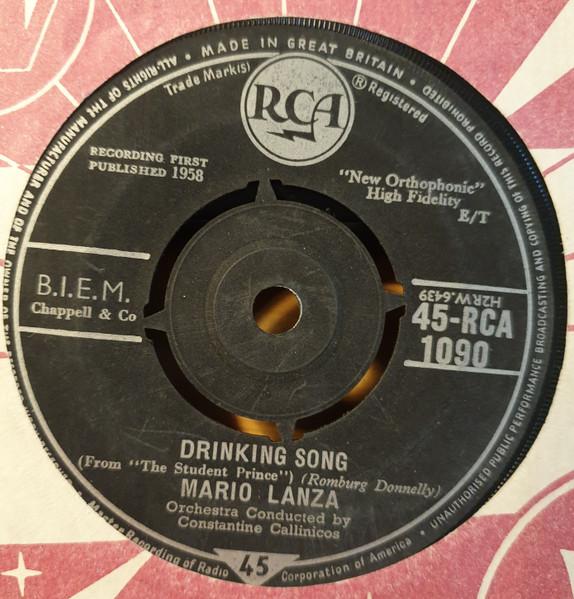 ALL-RIGHTS OF THE MANUFACTURER AND OF THE OWNER OF THE
• MADE IN GREAT BRITAIN •
UNAUTHORISED PUBLIC PERFORMANCE BROADCASTING AND COPYING OF THIS RECORD PROHIBITED
Trade Mark(s)
® Registered
RCA
RECORDING FIRST
PUBLISHED 1958
"New Orthophonic"
High Fidelity
E/T
B.I.E.M.
Chappell & Co
H2RW.6439
45-RCA
1090
DRINKING SONG
(From "The Student Prince") (Romburg Donnelly)
MARIO LANZA
Orchestra Conducted by
Constantine Callinicos
Master Recording of Radio
45
Corporation of America •